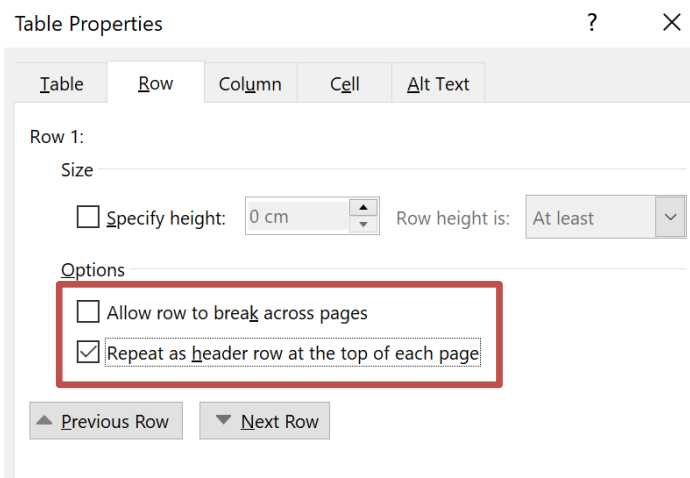 Table Properties ? ×
Table Row Column Cell Alt Text
Row 1:
Size
Specify height: 0 cm Row height is: At least
Options
Allow row to break across pages
Repeat as header row at the top of each page
Previous Row Next Row